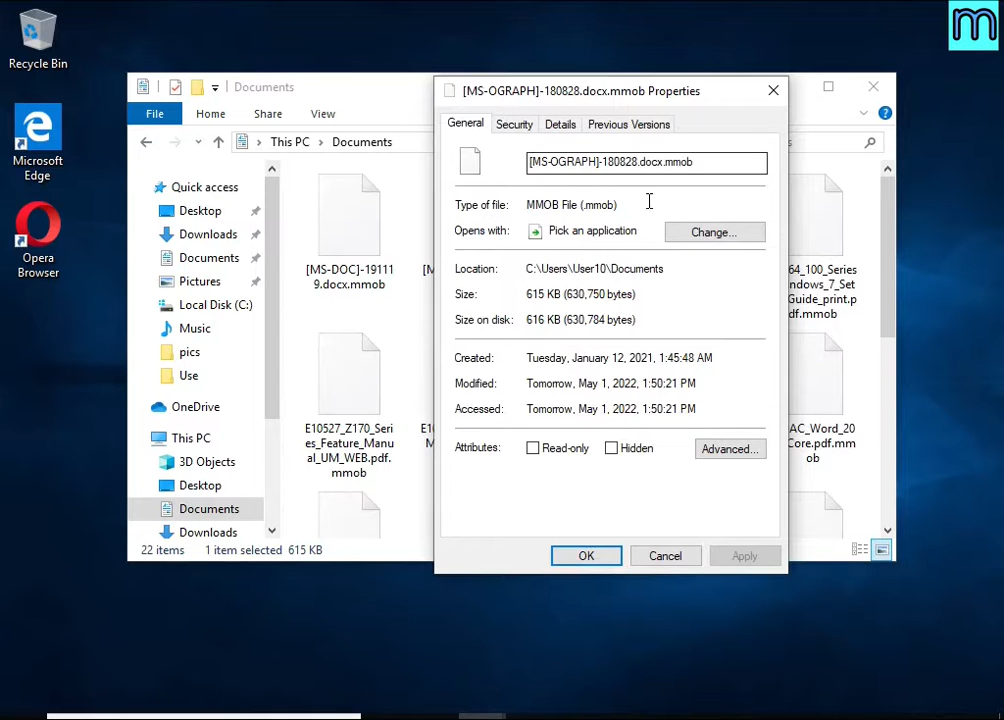 m
Recycle Bin
Microsoft
Edge
Opera
Browser
Documents
File
Home
Share
View
This PC > Documents
Quick access
Desktop
Downloads
Documents
Pictures
Local Disk (C:)
Music
pics
Use
OneDrive
This PC
3D Objects
Desktop
Documents
Downloads
22 items
1 item selected 615 KB
[MS-DOC]-19111
9.docx.mmob
E10527_Z170_Seri
es_Feature_Manu
al_UM_WEB.pdf.
mmob
[MS-OGRAPH]-180828.docx.mmob Properties
General
Security
Details
Previous Versions
[MS-OGRAPH]-180828.docx.mmob
Type of file: MMOB File (.mmob)
Opens with: Pick an application
Change...
Location: C:\Users\User10\Documents
Size: 615 KB (630,750 bytes)
Size on disk: 616 KB (630,784 bytes)
Created: Tuesday, January 12, 2021, 1:45:48 AM
Modified: Tomorrow, May 1, 2022, 1:50:21 PM
Accessed: Tomorrow, May 1, 2022, 1:50:21 PM
Attributes: Read-only Hidden
Advanced...
OK
Cancel
Apply
64_100_Series
ndows_7_Set
Guide_print.p
df.mmob
AC_Word_20
Core.pdf.mm
ob